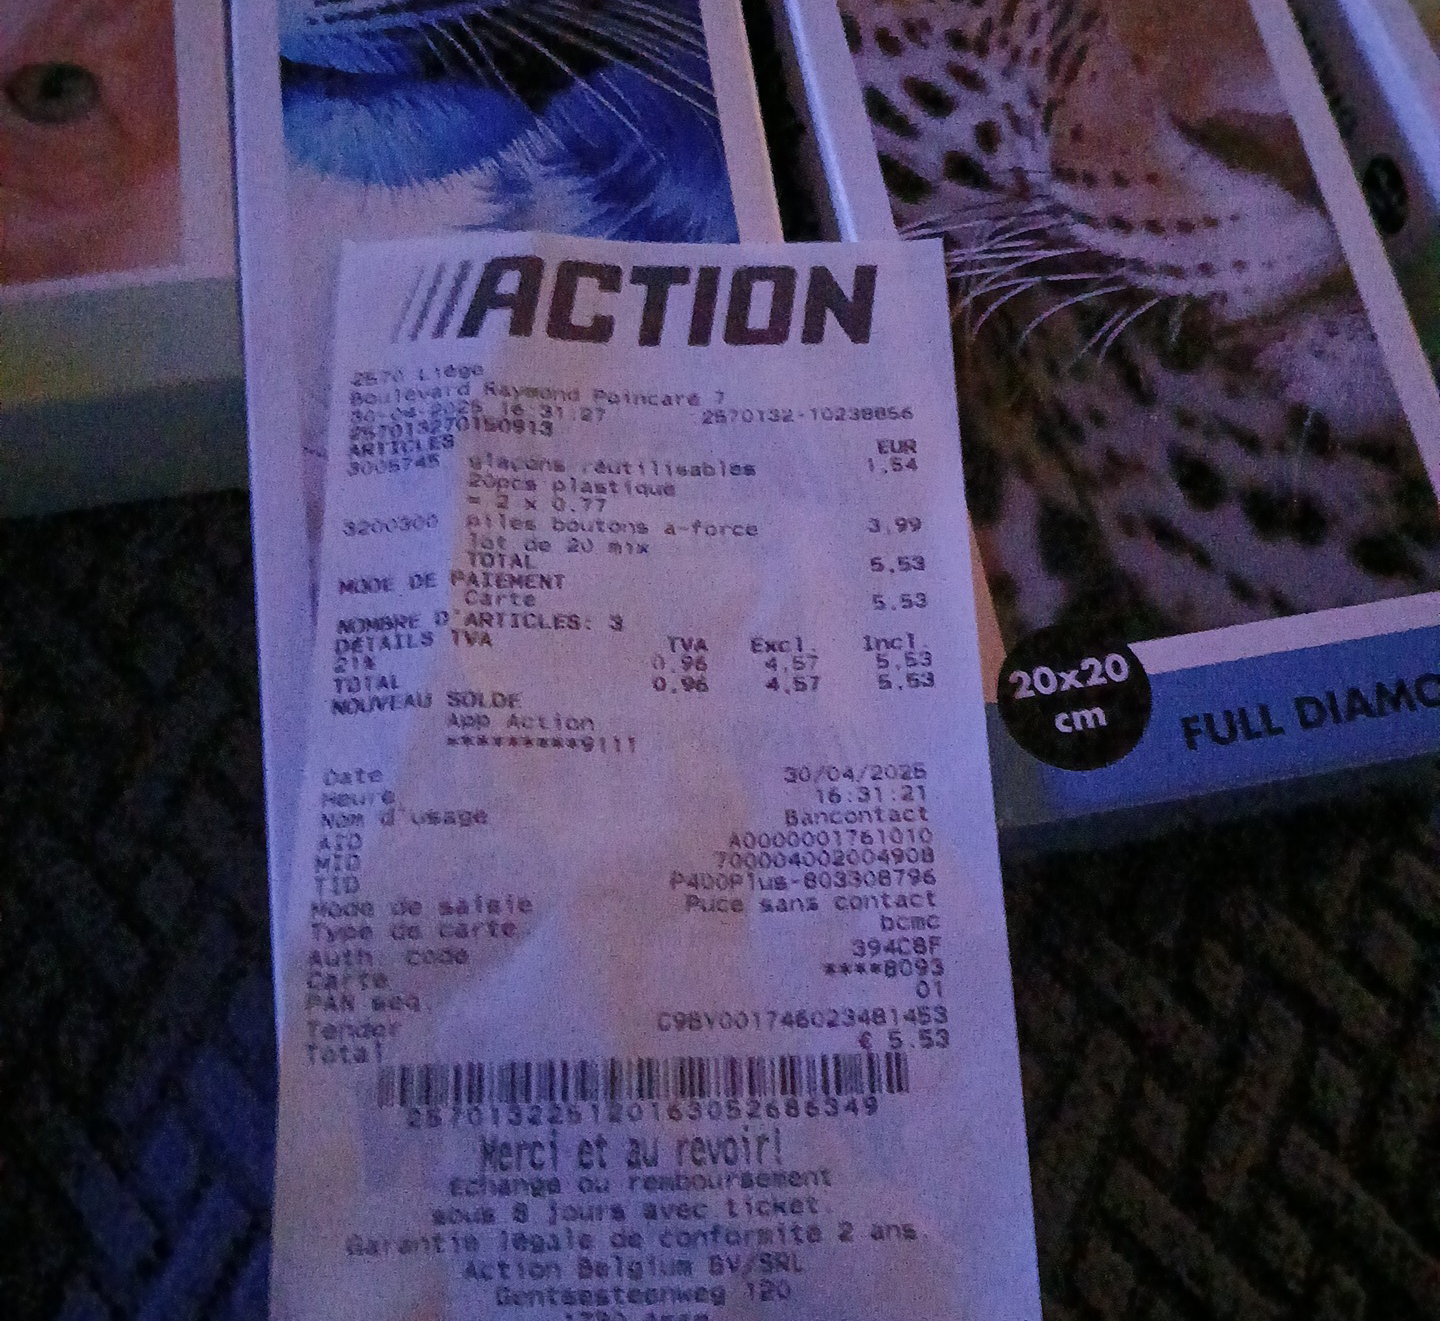 ACTION
2570 Liége
Boulevard Raymond Poincaré 7
30-04-2025 16:31:27 2570132-10238856
257013270150913
ARTICLES EUR
3006745 glaçons réutilisables 1,54
20pcs plastique
= 2 x 0.77
3200300 piles boutons a-force 3,99
lot de 20 mix
TOTAL 5,53
MODE DE PAIEMENT
Carte 5,53
NOMBRE D'ARTICLES: 3
DÉTAILS TVA TVA Excl. Incl.
21% 0,96 4,57 5,53
TOTAL 0,96 4,57 5,53
NOUVEAU SOLDE
App Action
*********9111
Date 30/04/2025
Heure 16:31:21
Nom d'usage Bancontact
AID A0000001761010
MID 700004002004908
TID P400Plus-803308796
Mode de saisie Puce sans contact
Type de carte bcmc
Auth. code 394C8F
Carte ****8093
PAN seq. 01
Tender C98V001746023481453
Total € 5.53
Merci et au revoir!
Echange ou remboursement
sous 8 jours avec ticket.
Garantie légale de conformité 2 ans.
Action Belgium BV/SRL
Gentsesteenweg 120
20x20
cm
FULL DIAMO